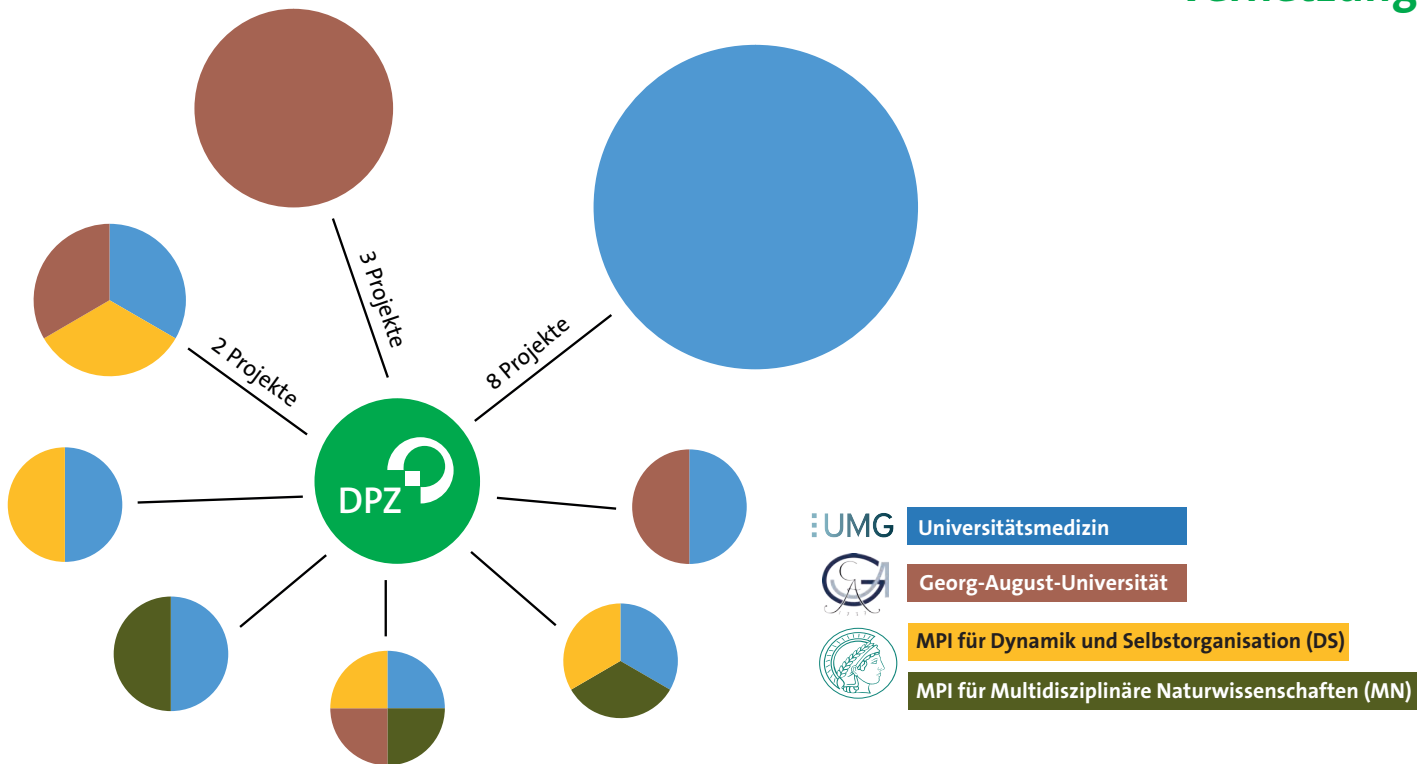 Vernetzung
3 Projekte
8 Projekte
2 Projekte
DPZ
UMG
Universitätsmedizin
Georg-August-Universität
MPI für Dynamik und Selbstorganisation (DS)
MPI für Multidisziplinäre Naturwissenschaften (MN)